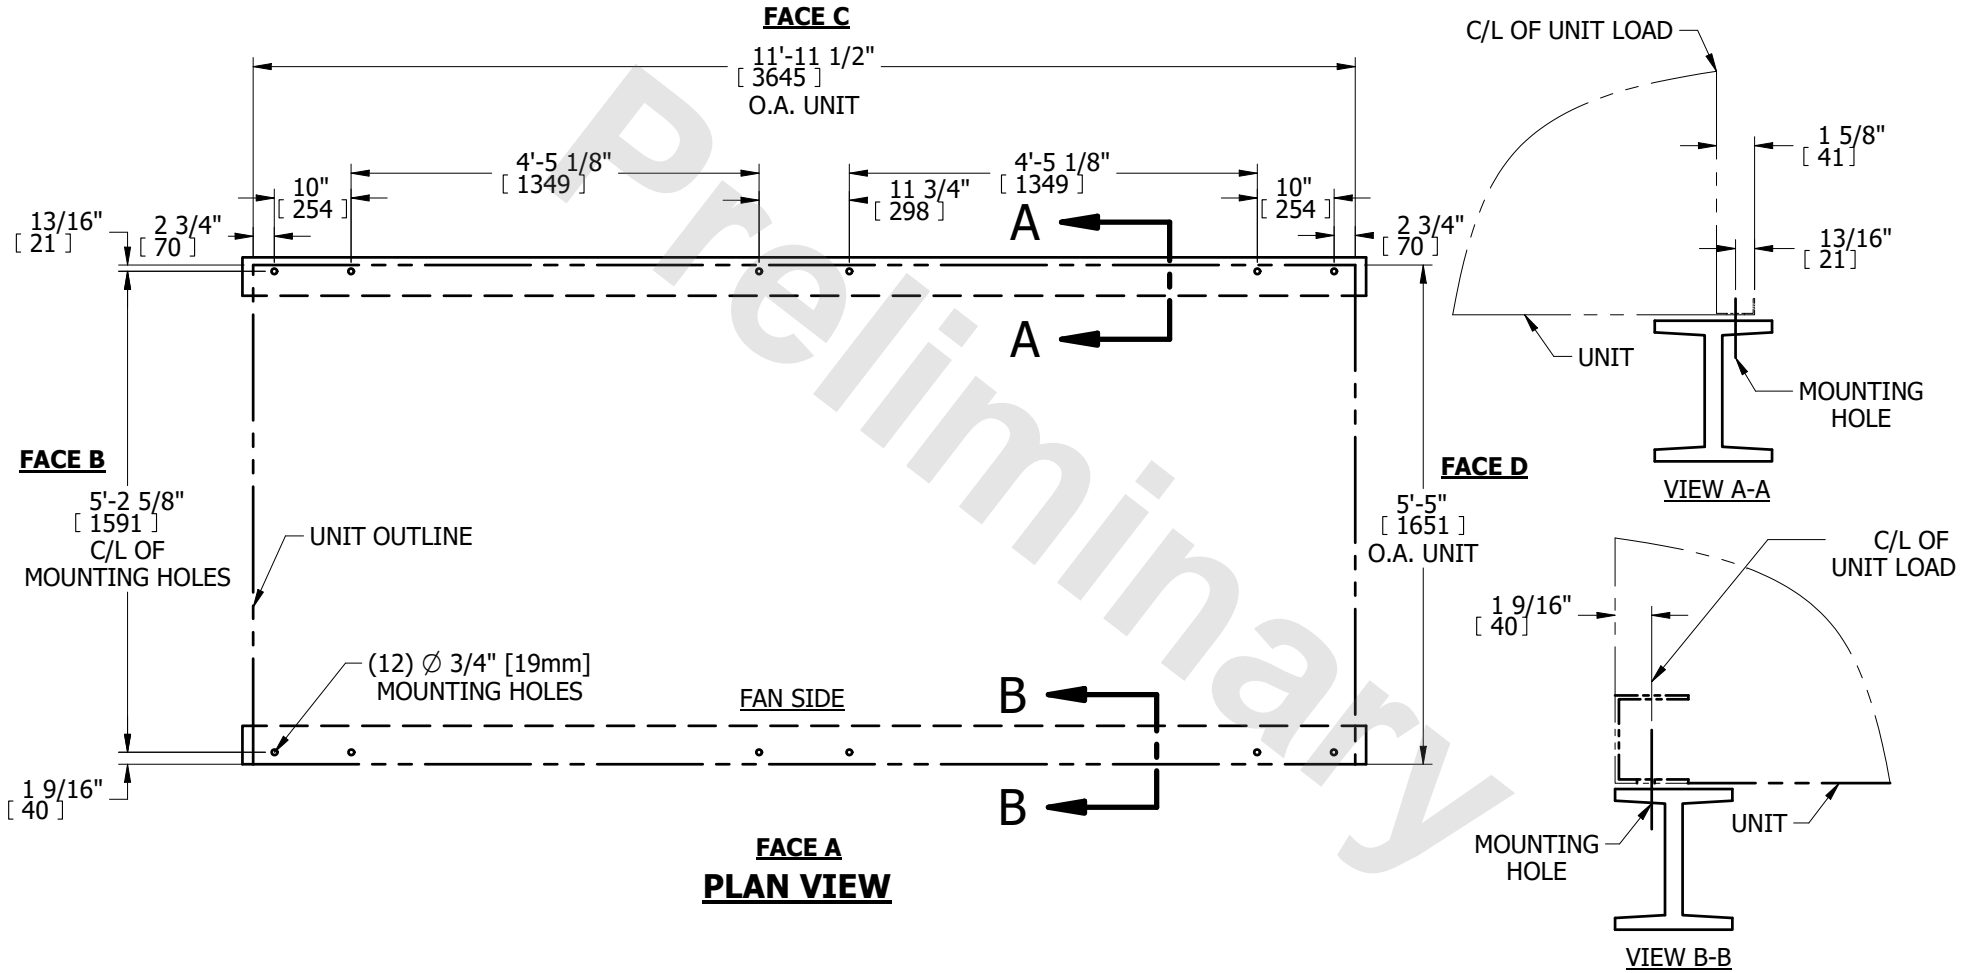 FACE C
11'-11 1/2"
[ 3645 ]
O.A. UNIT
4'-5 1/8"
[ 1349 ]
4'-5 1/8"
[ 1349 ]
10"
[ 254 ]
11 3/4"
[ 298 ]
10"
[ 254 ]
13/16"
[ 21 ]
2 3/4"
[ 70 ]
2 3/4"
[ 70 ]
A
A
FACE B
5'-2 5/8"
[ 1591 ]
C/L OF
MOUNTING HOLES
UNIT OUTLINE
FACE D
5'-5"
[ 1651 ]
O.A. UNIT
(12) Ø 3/4" [19mm]
MOUNTING HOLES
FAN SIDE
B
B
1 9/16"
[ 40 ]
FACE A
PLAN VIEW
C/L OF UNIT LOAD
1 5/8"
[ 41 ]
13/16"
[ 21 ]
UNIT
MOUNTING
HOLE
VIEW A-A
C/L OF
UNIT LOAD
1 9/16"
[ 40 ]
UNIT
MOUNTING
HOLE
VIEW B-B
Preliminary